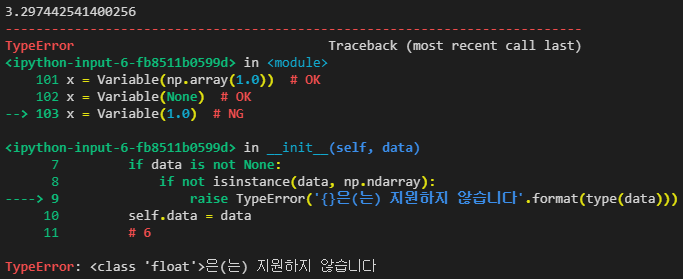 3.297442541400256
---------------------------------------------------------------------------
TypeError                                 Traceback (most recent call last)
<ipython-input-6-fb8511b0599d> in <module>
    101 x = Variable(np.array(1.0))  # OK
    102 x = Variable(None)  # OK
--> 103 x = Variable(1.0)  # NG
<ipython-input-6-fb8511b0599d> in __init__(self, data)
      7         if data is not None:
      8             if not isinstance(data, np.ndarray):
----> 9                 raise TypeError('{}은(는) 지원하지 않습니다'.format(type(data)))
     10         self.data = data
     11         # 6
TypeError: <class 'float'>은(는) 지원하지 않습니다